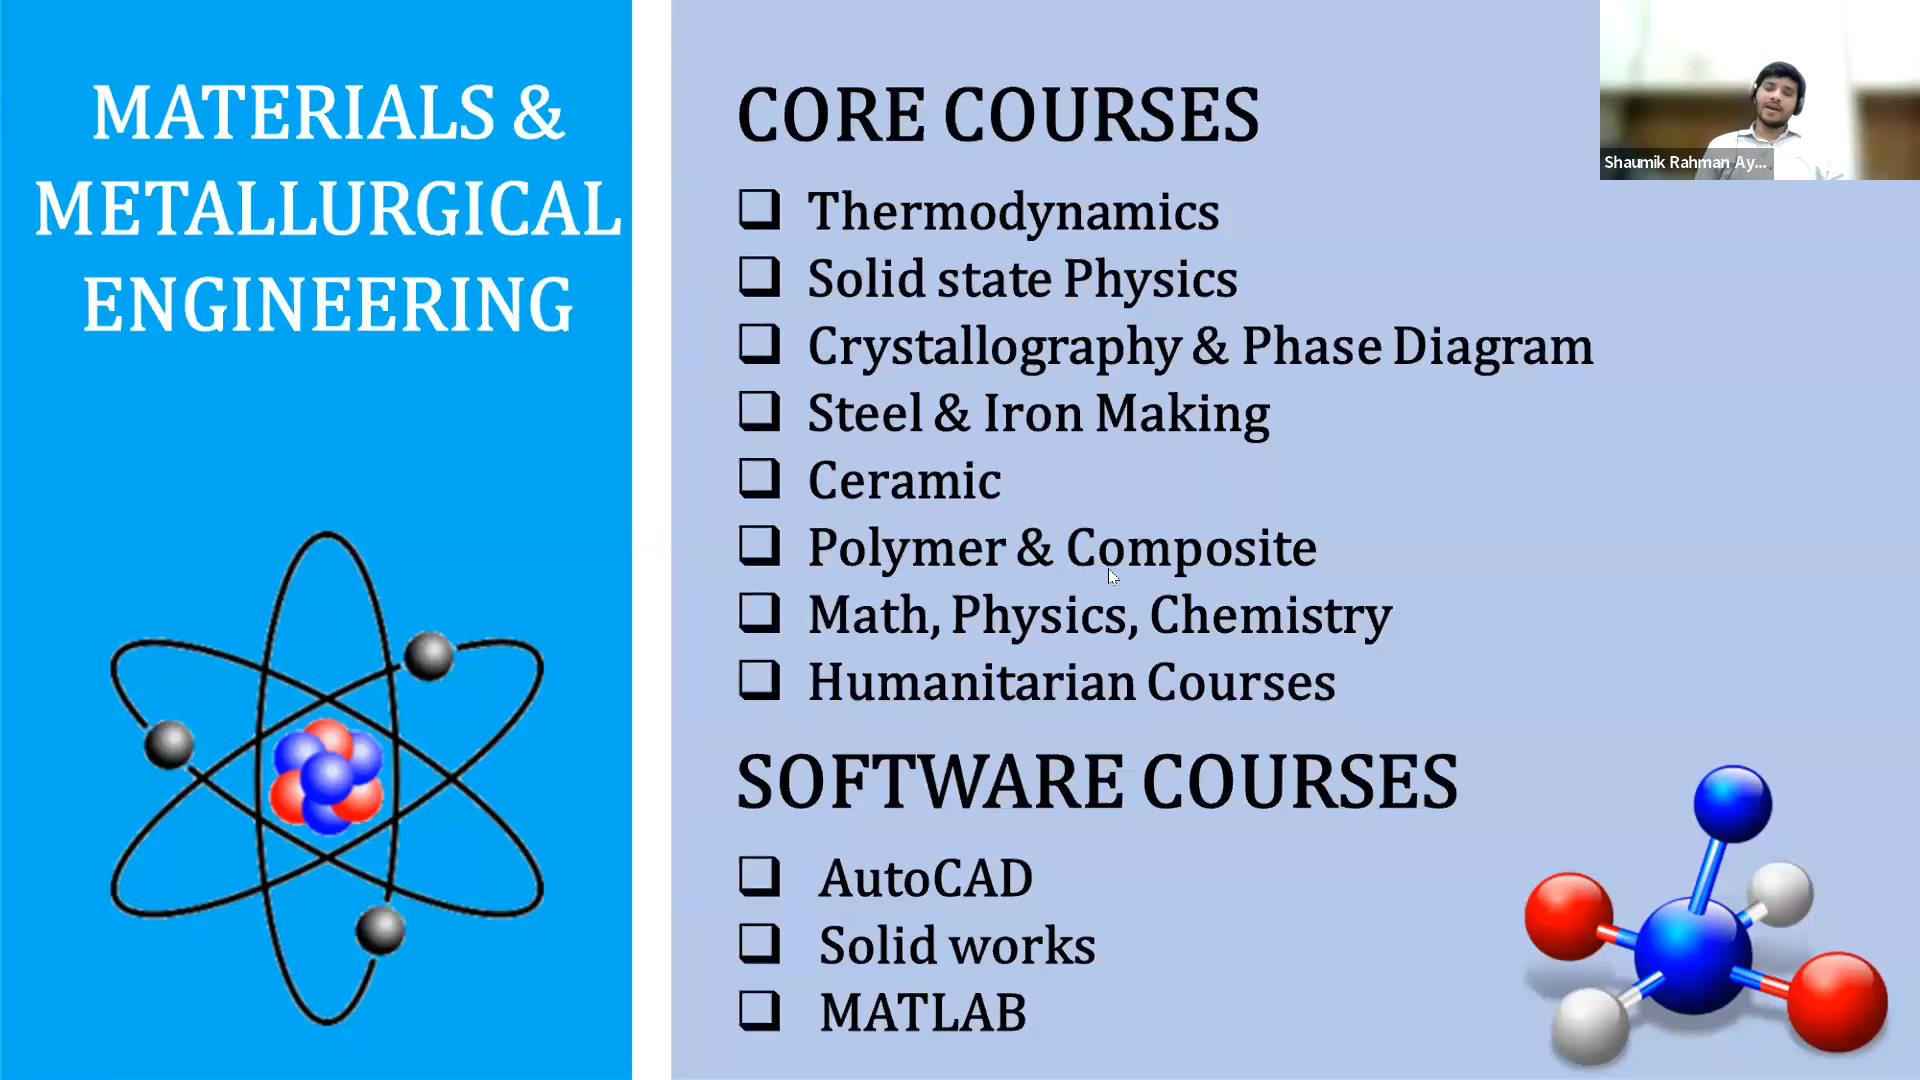 MATERIALS &
METALLURGICAL
ENGINEERING
CORE COURSES
Thermodynamics
Solid state Physics
Crystallography & Phase Diagram
Steel & Iron Making
Ceramic
Polymer & Composite
Math, Physics, Chemistry
Humanitarian Courses
SOFTWARE COURSES
AutoCAD
Solid works
MATLAB
Shaumik Rahman Ay...